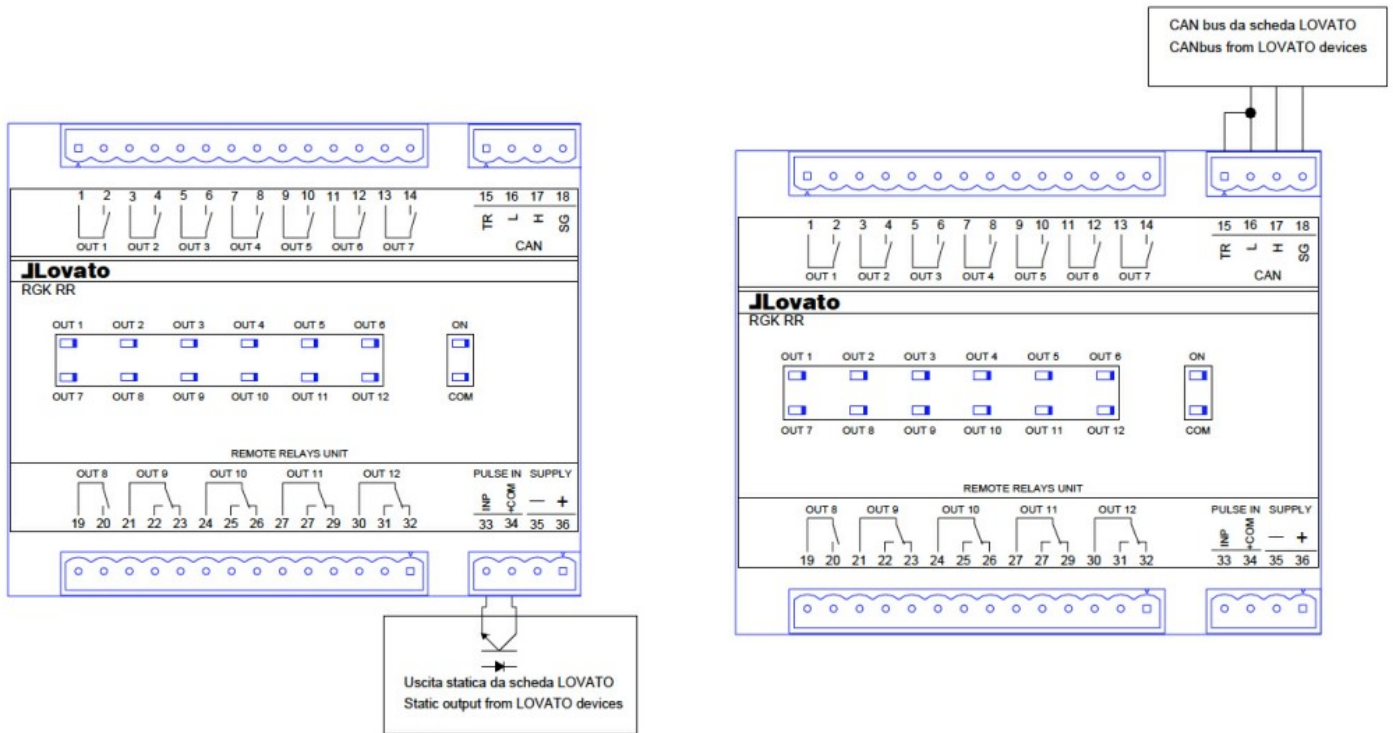 CAN bus da scheda LOVATO
CANbus from LOVATO devices
1 2 3 4 5 6 7 8 9 10 11 12 13 14 15 16 17 18
TR L H SG
OUT 1 OUT 2 OUT 3 OUT 4 OUT 5 OUT 6 OUT 7 CAN
Lovato
RGK RR
OUT 1 OUT 2 OUT 3 OUT 4 OUT 5 OUT 6 ON
OUT 7 OUT 8 OUT 9 OUT 10 OUT 11 OUT 12 COM
REMOTE RELAYS UNIT
OUT 8 OUT 9 OUT 10 OUT 11 OUT 12 PULSE IN SUPPLY
INP +COM — +
19 20 21 22 23 24 25 26 27 27 29 30 31 32 33 34 35 36
Uscita statica da scheda LOVATO
Static output from LOVATO devices
1 2 3 4 5 6 7 8 9 10 11 12 13 14 15 16 17 18
TR L H SG
OUT 1 OUT 2 OUT 3 OUT 4 OUT 5 OUT 6 OUT 7 CAN
Lovato
RGK RR
OUT 1 OUT 2 OUT 3 OUT 4 OUT 5 OUT 6 ON
OUT 7 OUT 8 OUT 9 OUT 10 OUT 11 OUT 12 COM
REMOTE RELAYS UNIT
OUT 8 OUT 9 OUT 10 OUT 11 OUT 12 PULSE IN SUPPLY
INP +COM — +
19 20 21 22 23 24 25 26 27 27 29 30 31 32 33 34 35 36